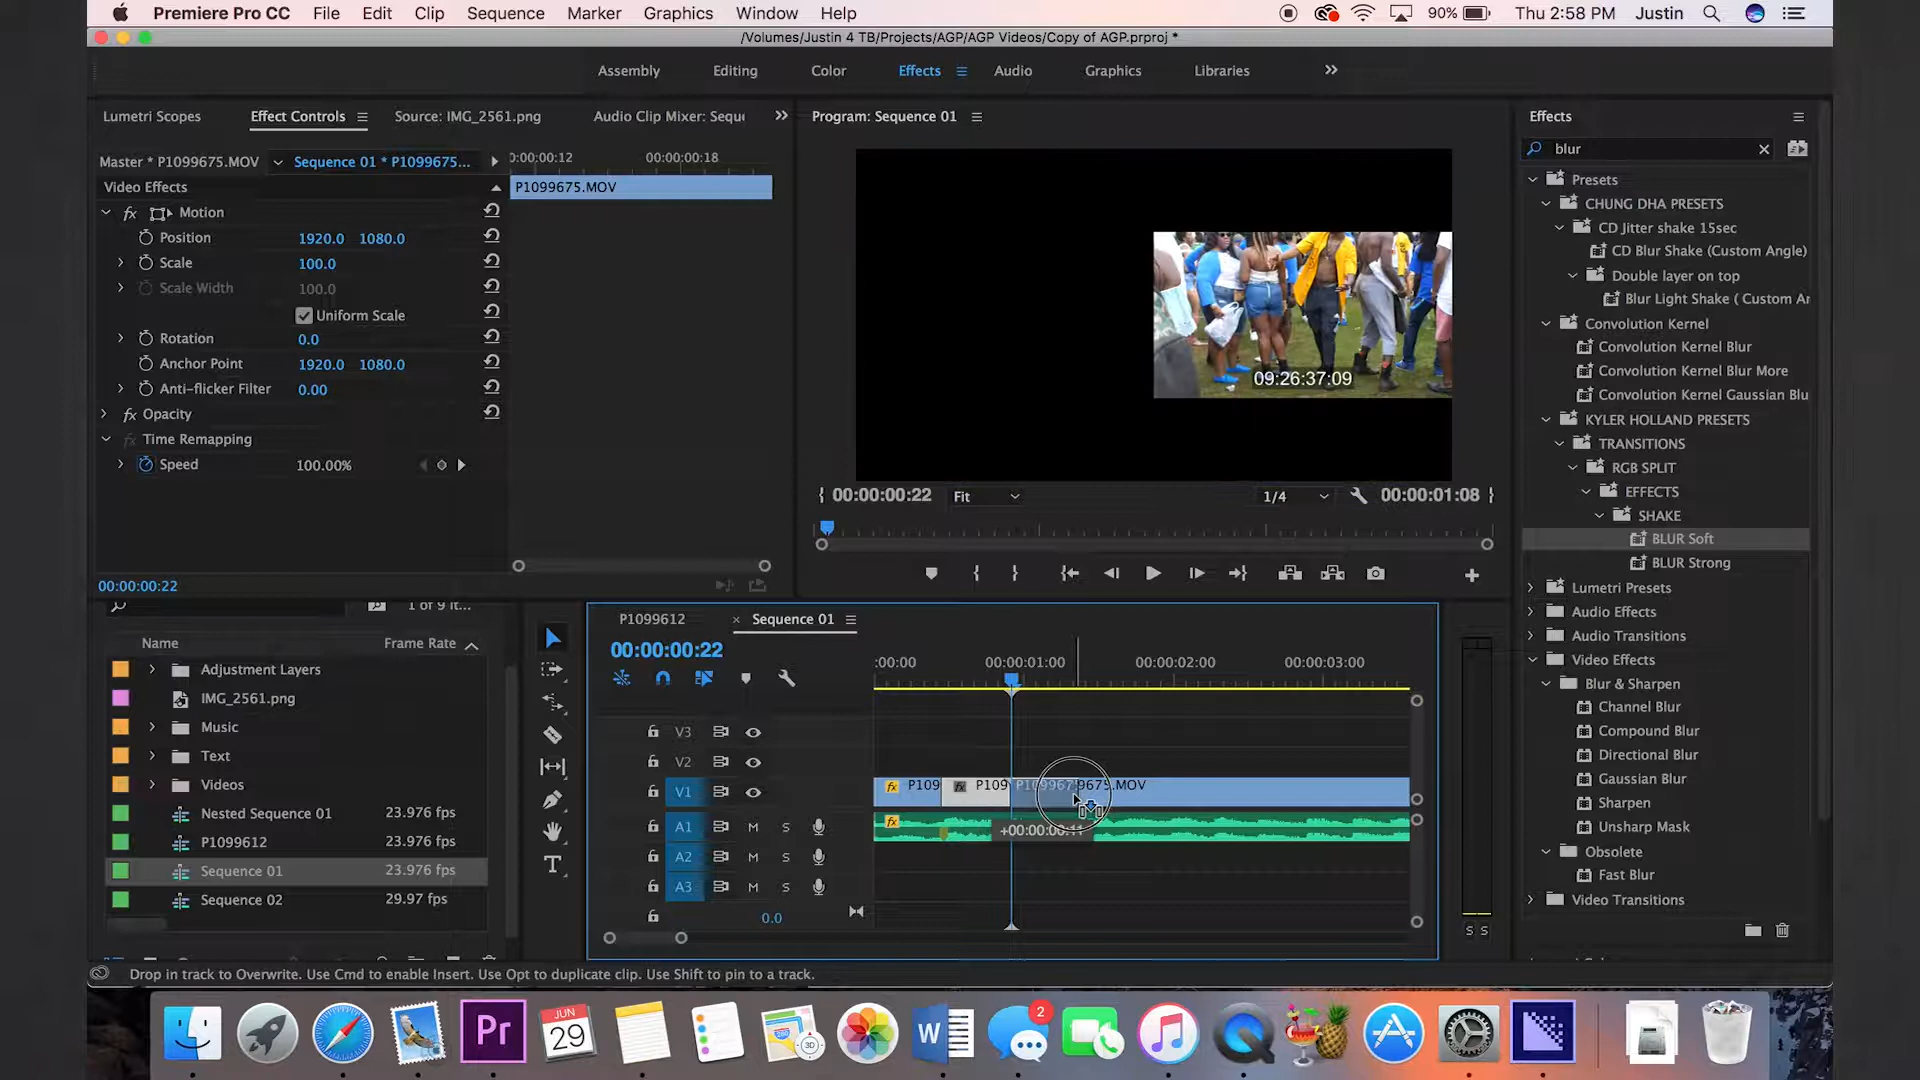 Premiere Pro CC File Edit Clip Sequence Marker Graphics Window Help 90% Thu 2:58 PM Justin
/Volumes/Justin 4 TB/Projects/AGP/AGP Videos/Copy of AGP.prproj *
Assembly Editing Color Effects Audio Graphics Libraries
Lumetri Scopes Effect Controls Source: IMG_2561.png Audio Clip Mixer: Seque
Master * P1099675.MOV Sequence 01 * P1099675...
Video Effects
Motion
Position 1920.0 1080.0
Scale 100.0
Scale Width 100.0
Uniform Scale
Rotation 0.0
Anchor Point 1920.0 1080.0
Anti-flicker Filter 0.00
Opacity
Time Remapping
Speed 100.00%
00:00:00:22
0:00:00:12 00:00:00:18
P1099675.MOV
Program: Sequence 01
09:26:37:09
00:00:00:22 Fit 1/4 00:00:01:08
Effects
blur
Presets
CHUNG DHA PRESETS
CD Jitter shake 15sec
CD Blur Shake (Custom Angle)
Double layer on top
Blur Light Shake ( Custom Ar
Convolution Kernel
Convolution Kernel Blur
Convolution Kernel Blur More
Convolution Kernel Gaussian Blu
KYLER HOLLAND PRESETS
TRANSITIONS
RGB SPLIT
EFFECTS
SHAKE
BLUR Soft
BLUR Strong
Lumetri Presets
Audio Effects
Audio Transitions
Video Effects
Blur & Sharpen
Channel Blur
Compound Blur
Directional Blur
Gaussian Blur
Sharpen
Unsharp Mask
Obsolete
Fast Blur
Video Transitions
1 of 9 it...
Name Frame Rate
Adjustment Layers
IMG_2561.png
Music
Text
Videos
Nested Sequence 01 23.976 fps
P1099612 23.976 fps
Sequence 01 23.976 fps
Sequence 02 29.97 fps
P1099612 × Sequence 01
00:00:00:22
:00:00 00:00:01:00 00:00:02:00 00:00:03:00
V3
V2
V1 fx P109 fx P109 9675.MOV
A1 M S fx
A2 M S
A3 M S
0.0
S S
Drop in track to Overwrite. Use Cmd to enable Insert. Use Opt to duplicate clip. Use Shift to pin to a track.
Pr
JUN
29
3D
W
2